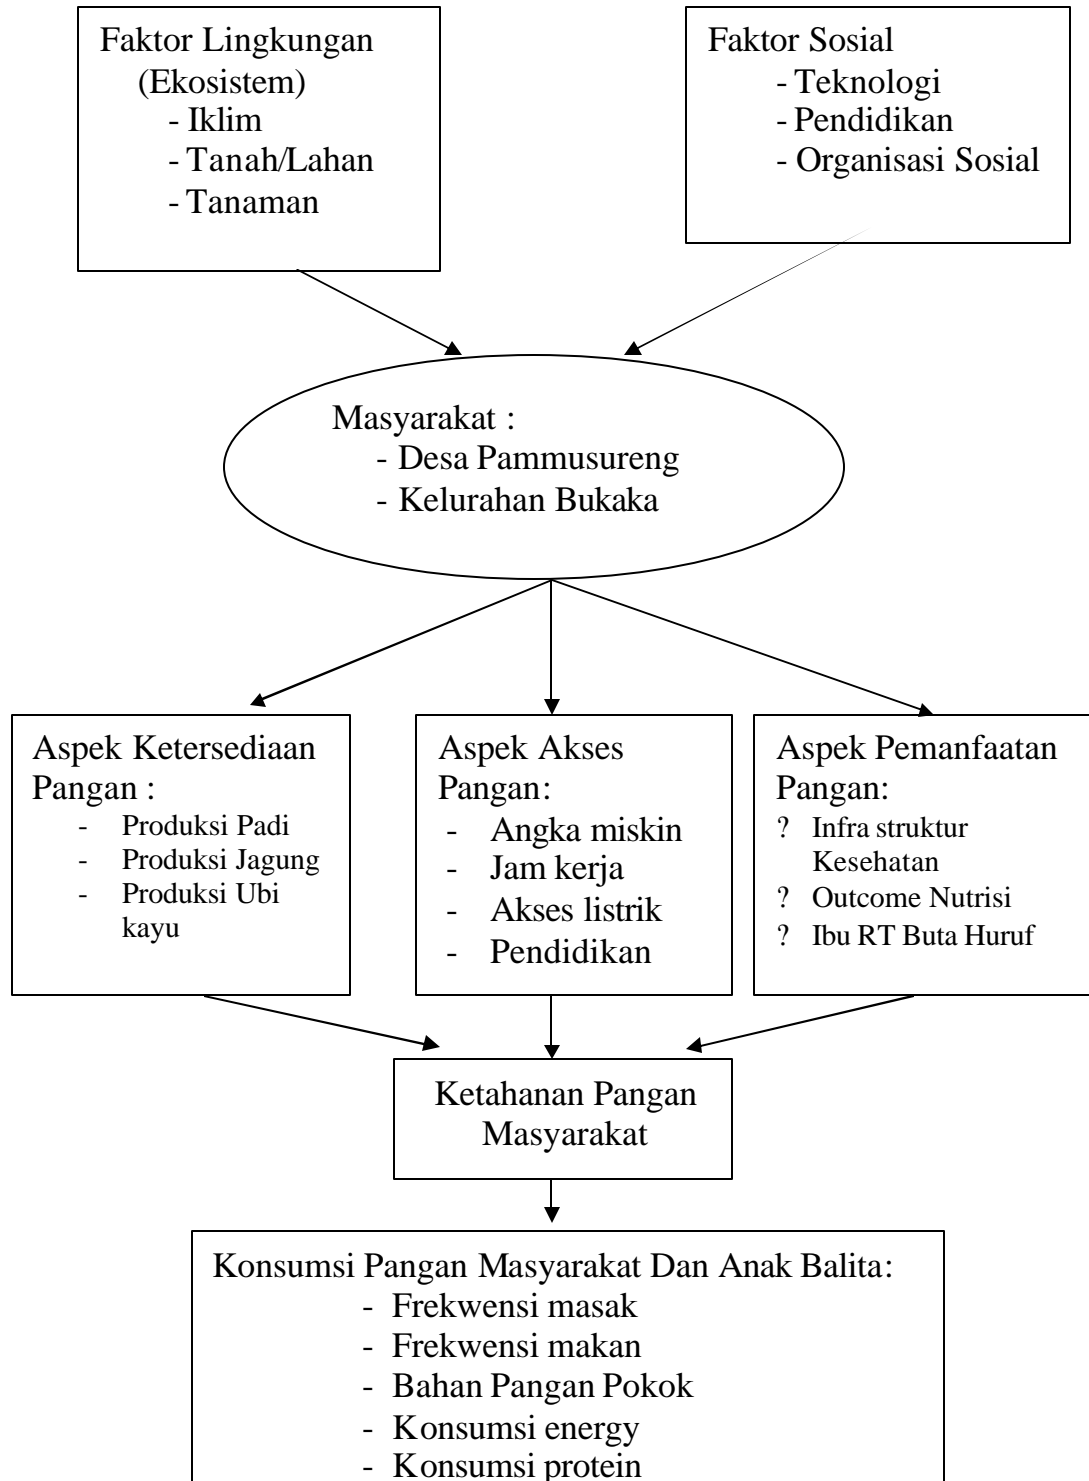 Faktor Lingkungan
(Ekosistem)
- Iklim
- Tanah/Lahan
- Tanaman
Faktor Sosial
- Teknologi
- Pendidikan
- Organisasi Sosial
Masyarakat :
- Desa Pammusureng
- Kelurahan Bukaka
Aspek Ketersediaan
Pangan :
- Produksi Padi
- Produksi Jagung
- Produksi Ubi
kayu
Aspek Akses
Pangan:
- Angka miskin
- Jam kerja
- Akses listrik
- Pendidikan
Aspek Pemanfaatan
Pangan:
? Infra struktur
Kesehatan
? Outcome Nutrisi
? Ibu RT Buta Huruf
Ketahanan Pangan
Masyarakat
Konsumsi Pangan Masyarakat Dan Anak Balita:
- Frekwensi masak
- Frekwensi makan
- Bahan Pangan Pokok
- Konsumsi energy
- Konsumsi protein